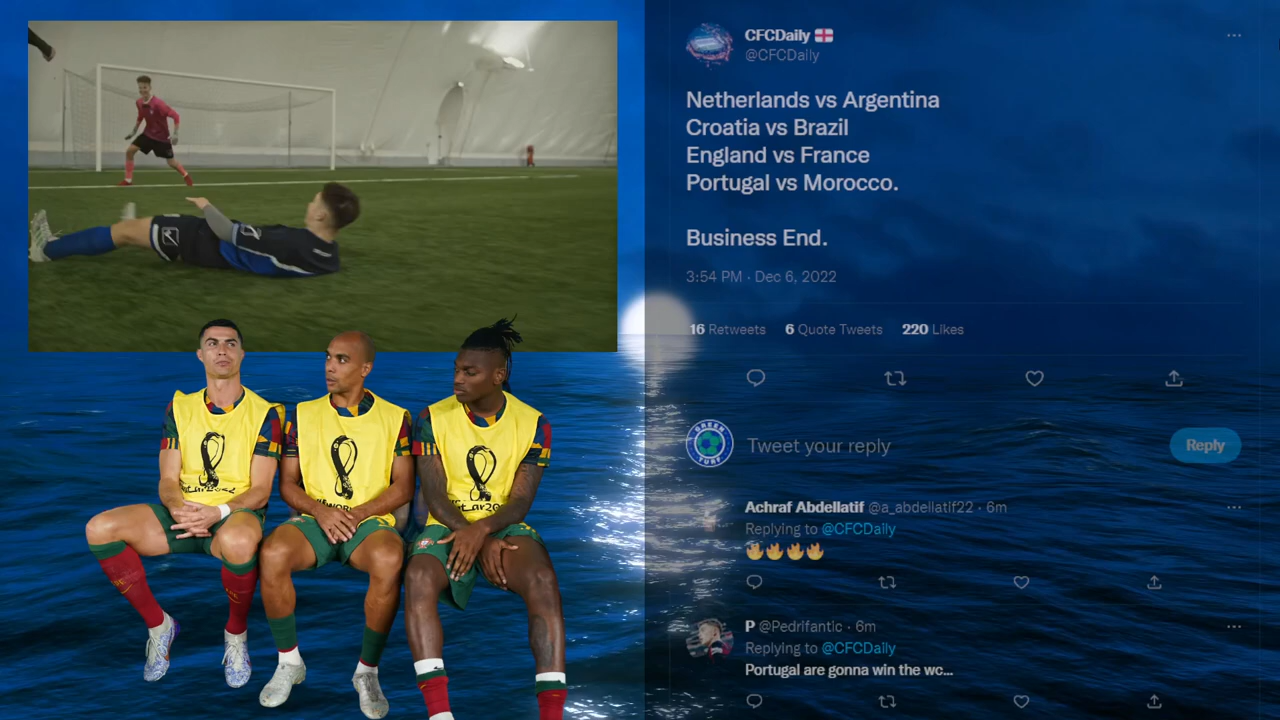 CFCDaily
@CFCDaily
Netherlands vs Argentina
Croatia vs Brazil
England vs France
Portugal vs Morocco.
Business End.
3:54 PM · Dec 6, 2022
16 Retweets 6 Quote Tweets 220 Likes
GREEN
TURF
Tweet your reply
Reply
Achraf Abdellatif @a_abdellatif22 · 6m
Replying to @CFCDaily
🔥🔥🔥🔥
P @Pedrifantic · 6m
Replying to @CFCDaily
Portugal are gonna win the wc...